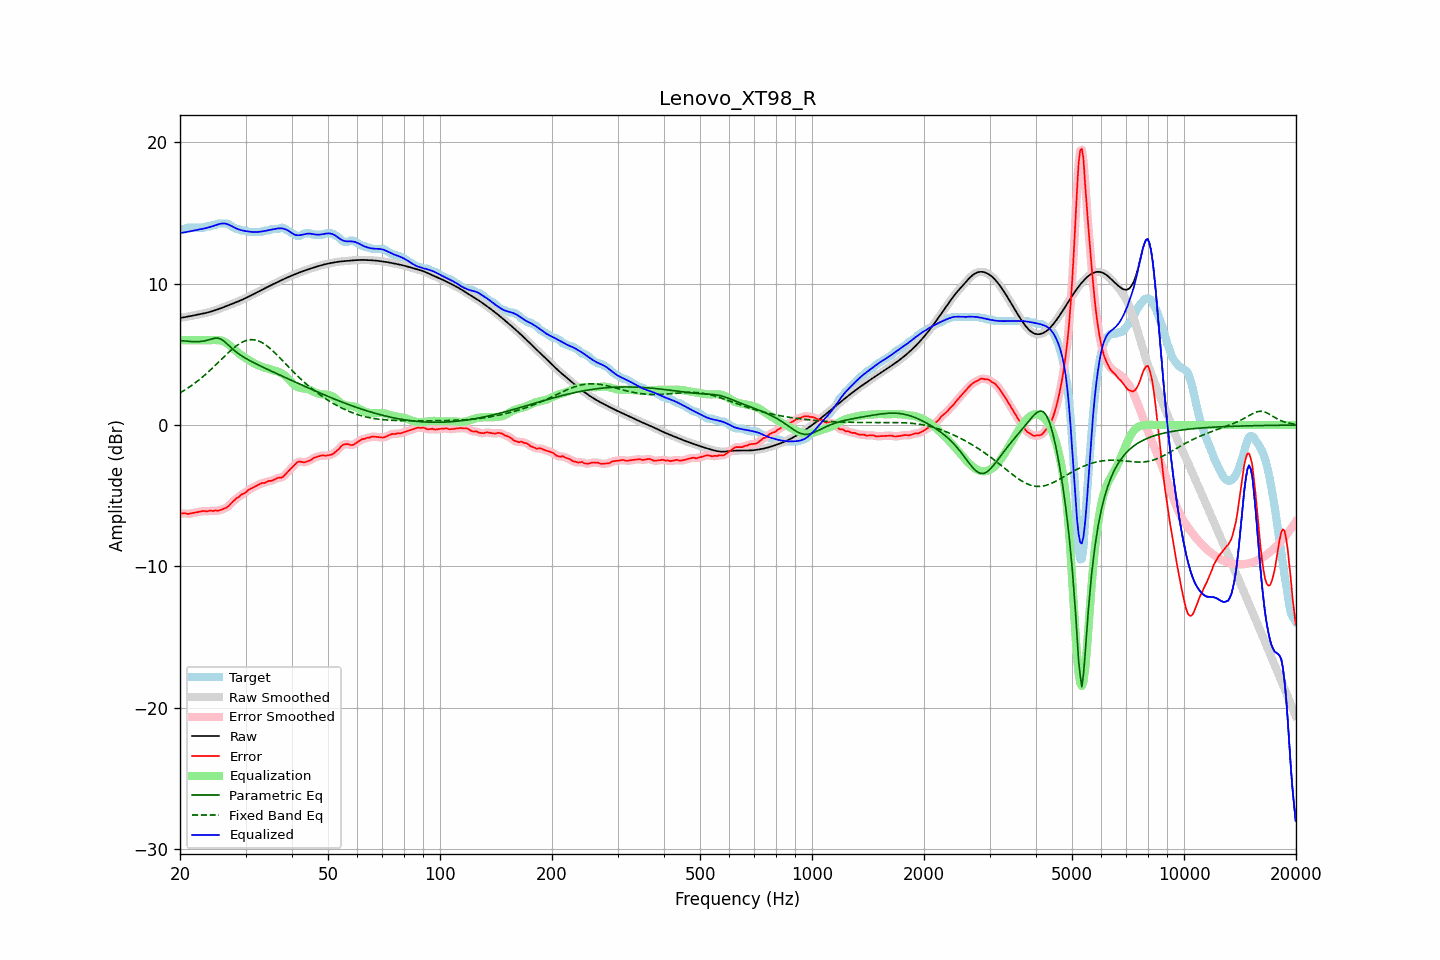 Lenovo_XT98_R
Amplitude (dBr)
20
10
0
−10
−20
−30
Target
Raw Smoothed
Error Smoothed
Raw
Error
Equalization
Parametric Eq
Fixed Band Eq
Equalized
20 50 100 200 500 1000 2000 5000 10000 20000
Frequency (Hz)